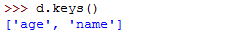 >>> d.keys()
['age', 'name']